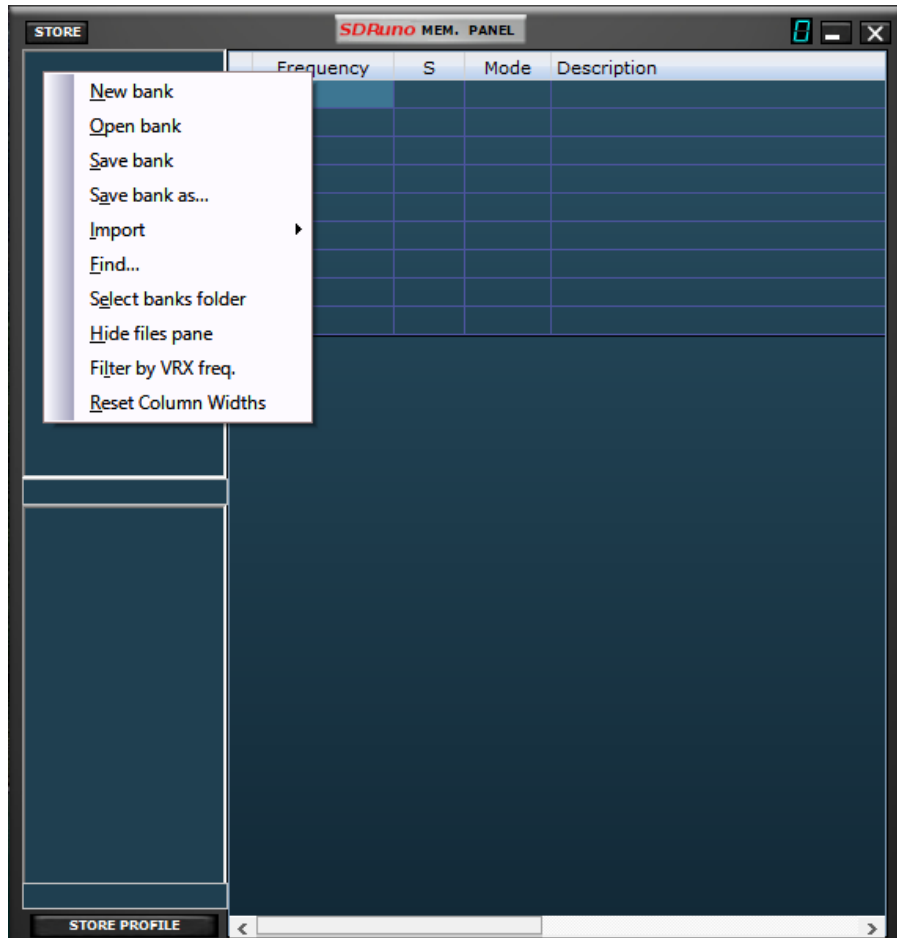 STORE
SDRuno MEM. PANEL
0
Frequency S Mode Description
New bank
Open bank
Save bank
Save bank as...
Import
Find...
Select banks folder
Hide files pane
Filter by VRX freq.
Reset Column Widths
STORE PROFILE